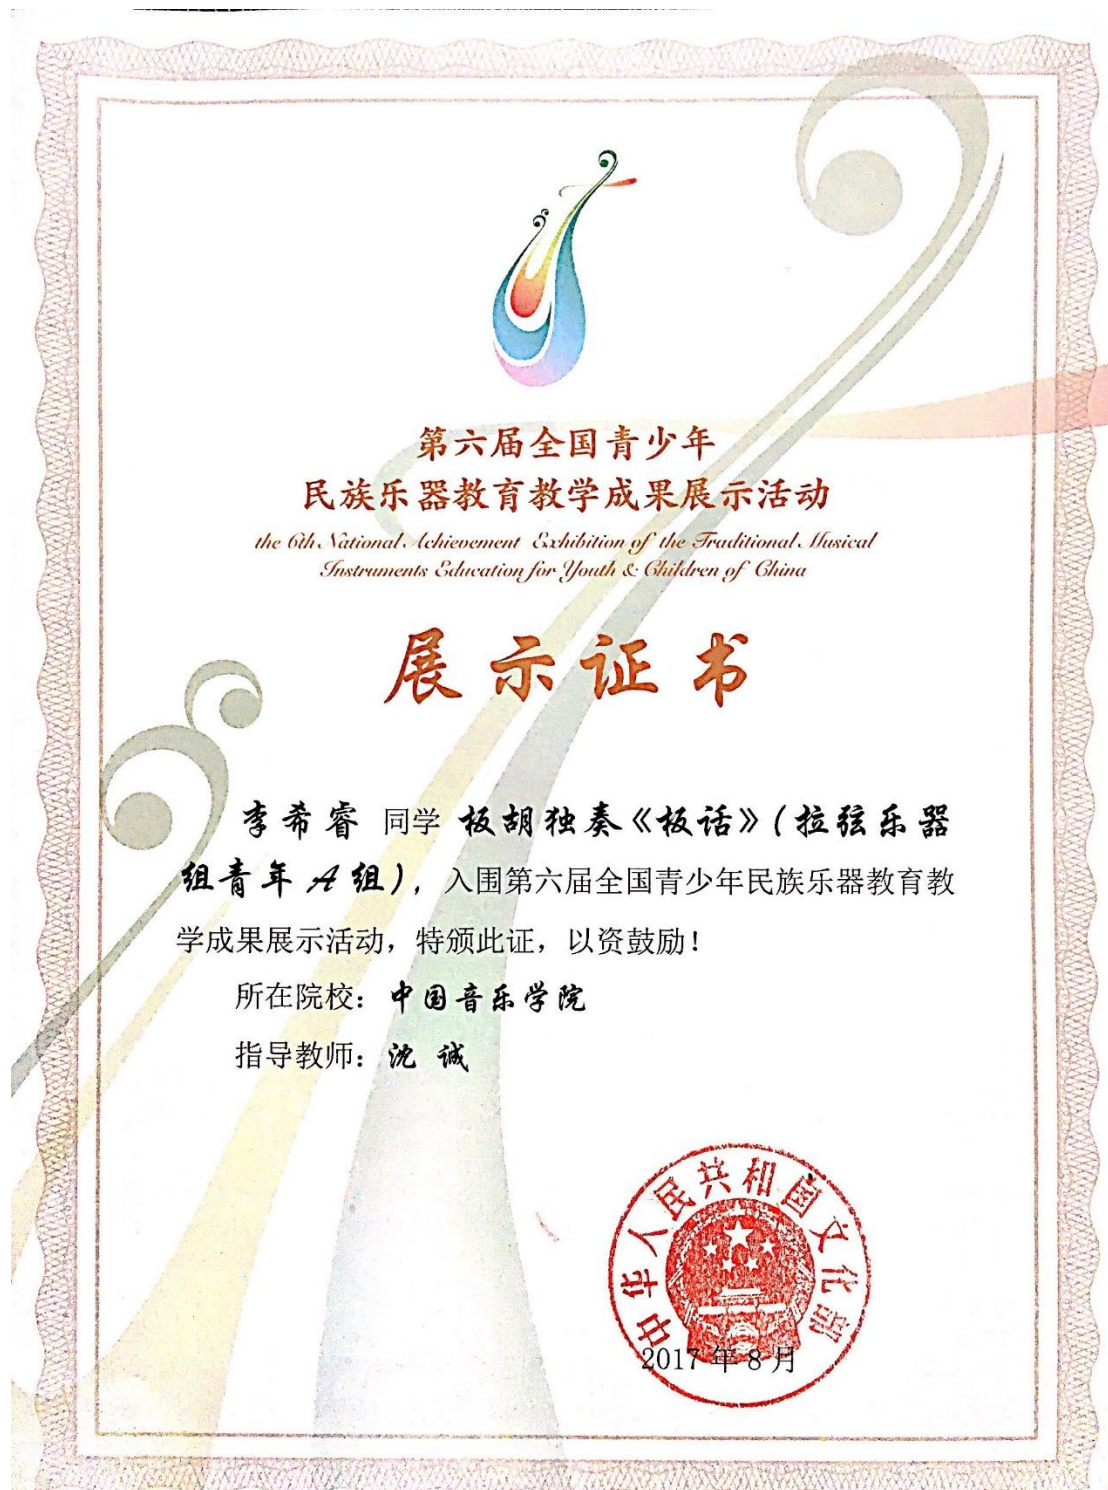 第六届全国青少年
民族乐器教育教学成果展示活动
the 6th National Achievement Exhibition of the Traditional Musical
Instruments Education for Youth & Children of China
展示证书
李希睿 同学 板胡独奏《板话》(拉弦乐器
组青年A组),入围第六届全国青少年民族乐器教育教
学成果展示活动,特颁此证,以资鼓励!
所在院校:中国音乐学院
指导教师:沈 诚
中华人民共和国文化部
2017年8月